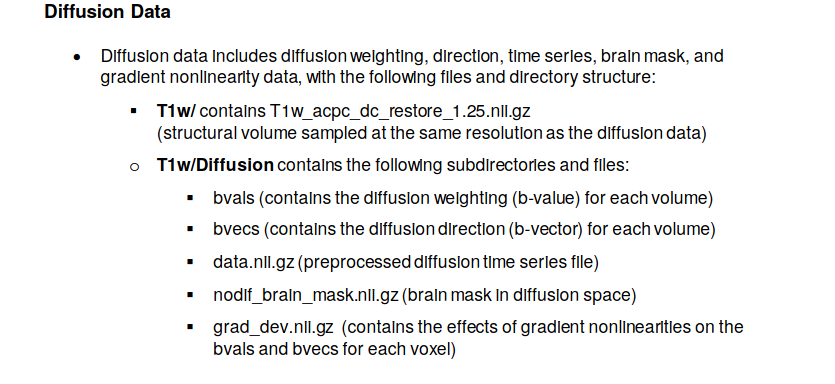 Diffusion Data
• Diffusion data includes diffusion weighting, direction, time series, brain mask, and
gradient nonlinearity data, with the following files and directory structure:
▪ T1w/ contains T1w_acpc_dc_restore_1.25.nii.gz
(structural volume sampled at the same resolution as the diffusion data)
o T1w/Diffusion contains the following subdirectories and files:
▪ bvals (contains the diffusion weighting (b-value) for each volume)
▪ bvecs (contains the diffusion direction (b-vector) for each volume)
▪ data.nii.gz (preprocessed diffusion time series file)
▪ nodif_brain_mask.nii.gz (brain mask in diffusion space)
▪ grad_dev.nii.gz (contains the effects of gradient nonlinearities on the
bvals and bvecs for each voxel)